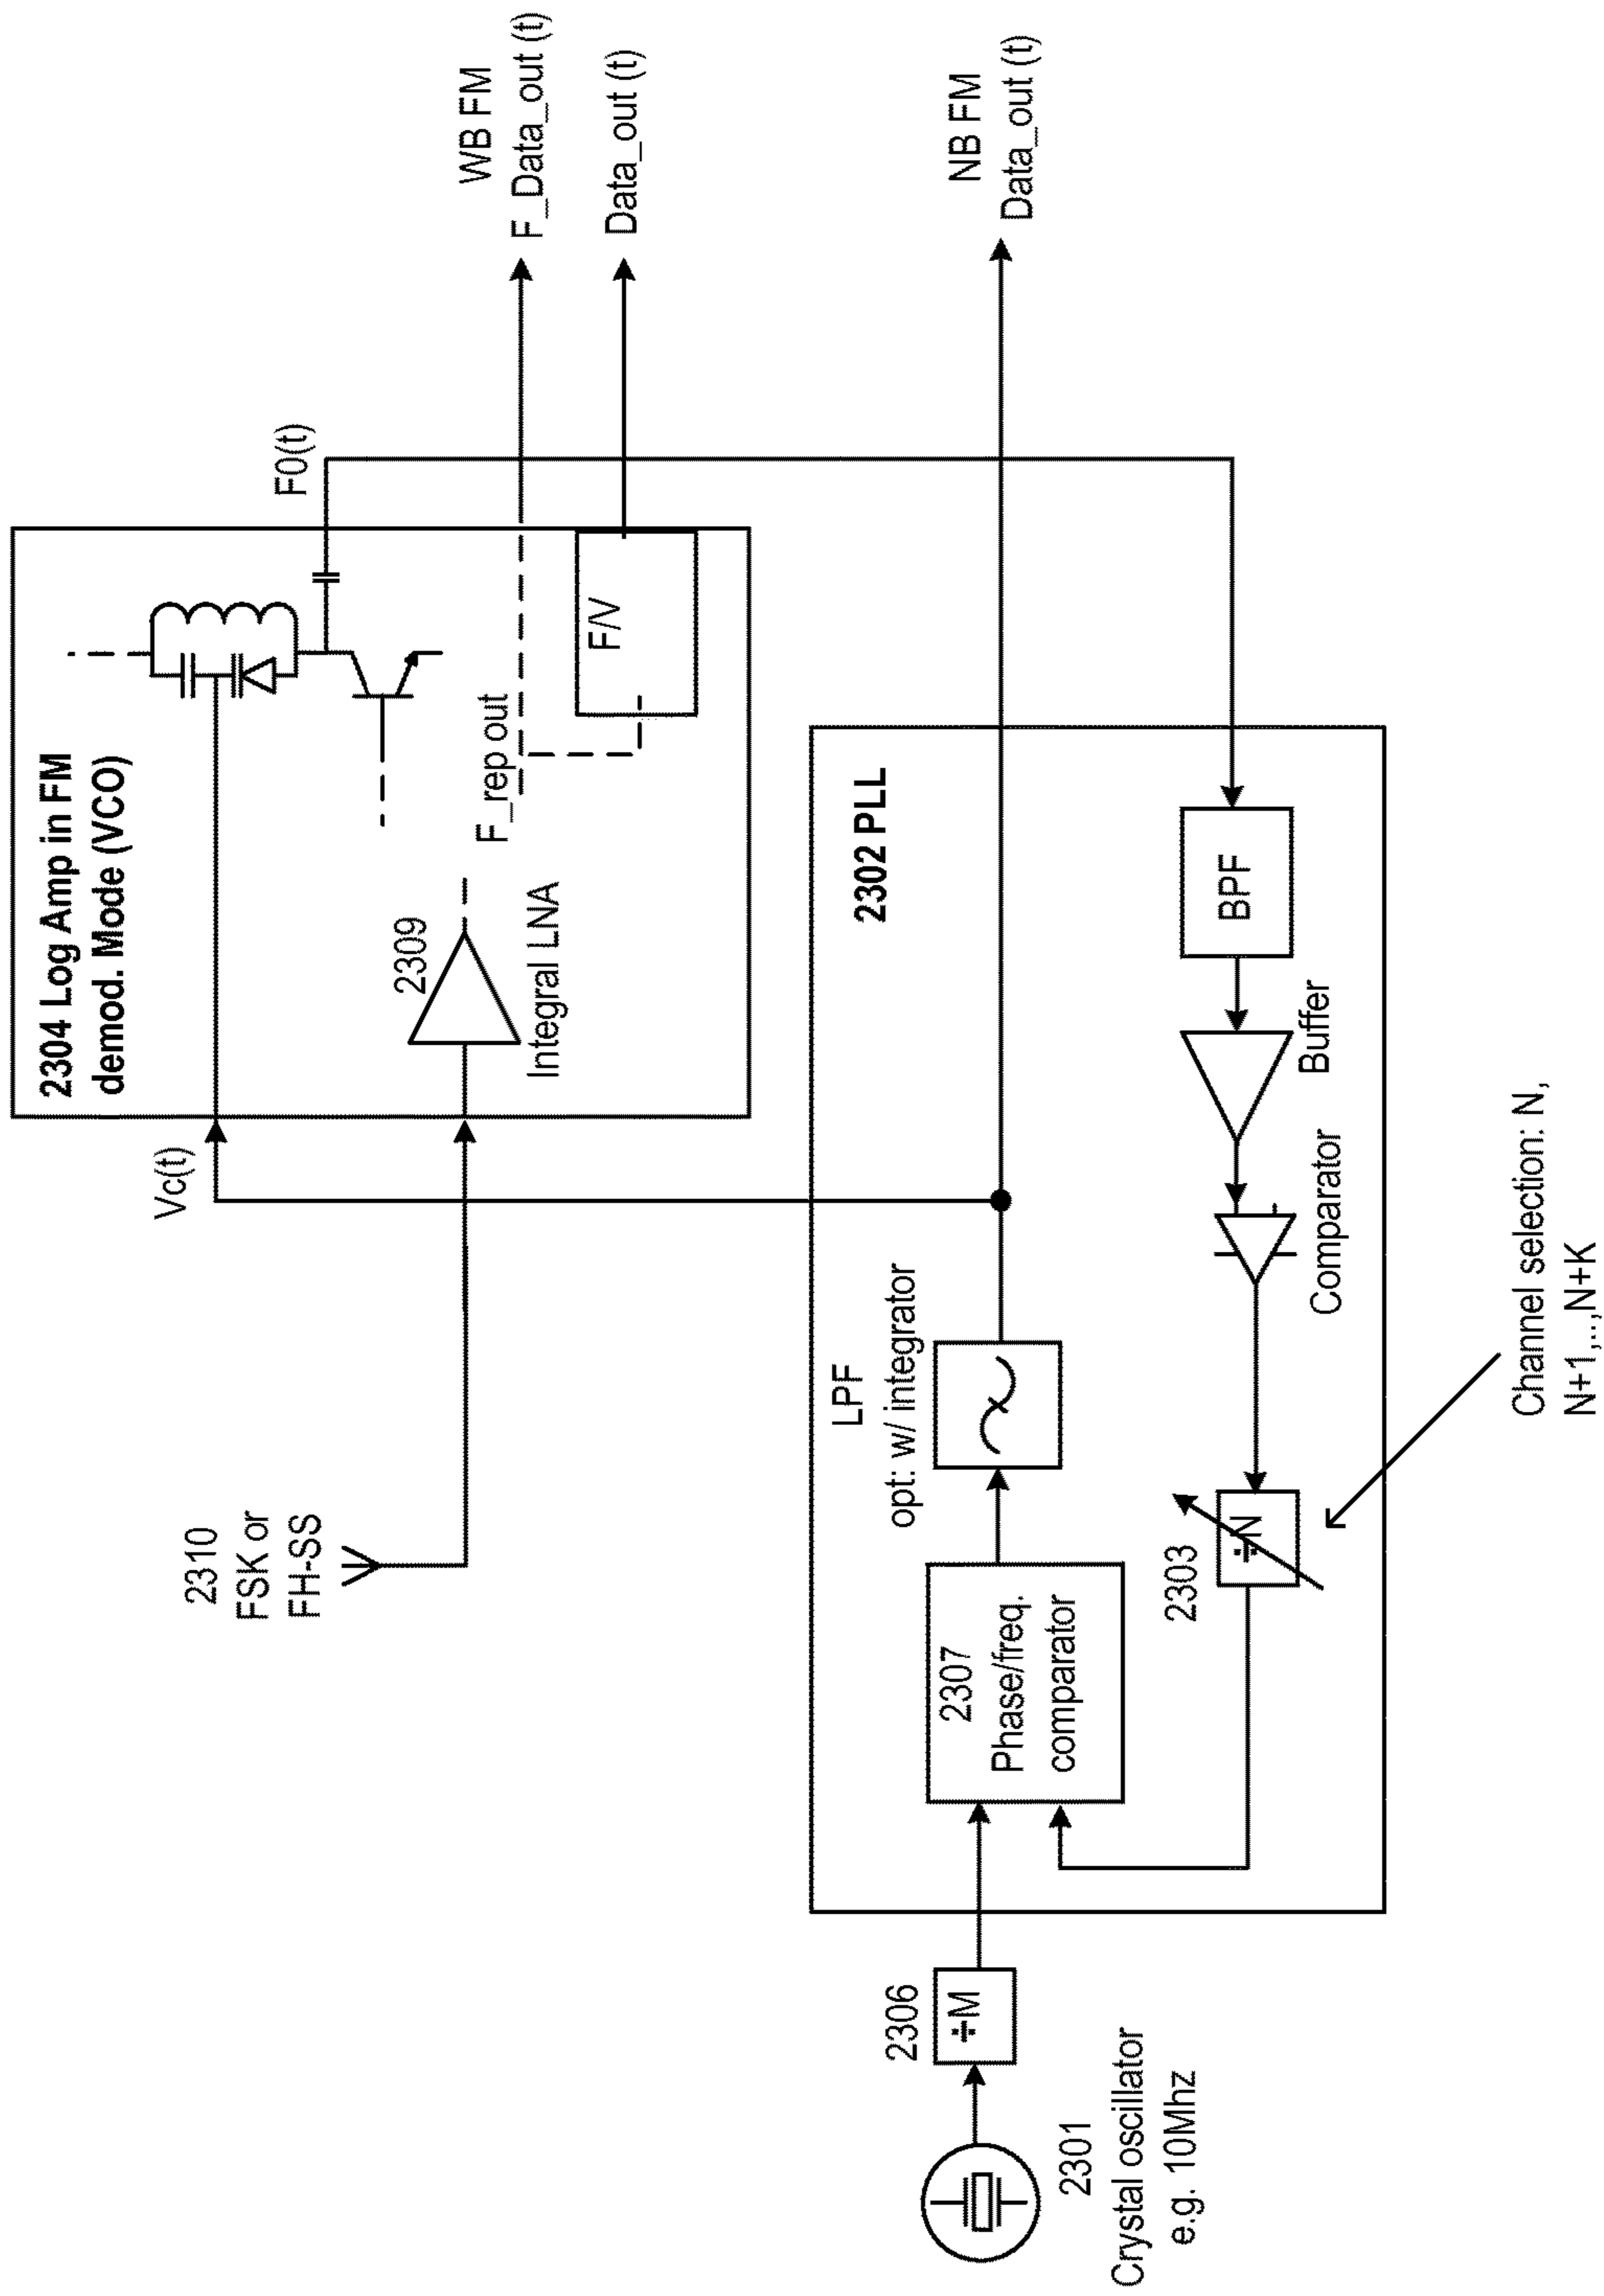 2304 Log Amp in FM
demod. Mode (VCO)
F0(t)
WB FM
F_Data_out (t)
Data_out (t)
F_rep out
F/V
2309
Integral LNA
Vc(t)
2310
FSK or
FH-SS
NB FM
Data_out (t)
2302 PLL
LPF
opt: w/ integrator
2307
Phase/freq.
comparator
BPF
Buffer
Comparator
2303
÷N
Channel selection: N,
N+1,..,N+K
2306
÷M
2301
Crystal oscillator
e.g. 10Mhz